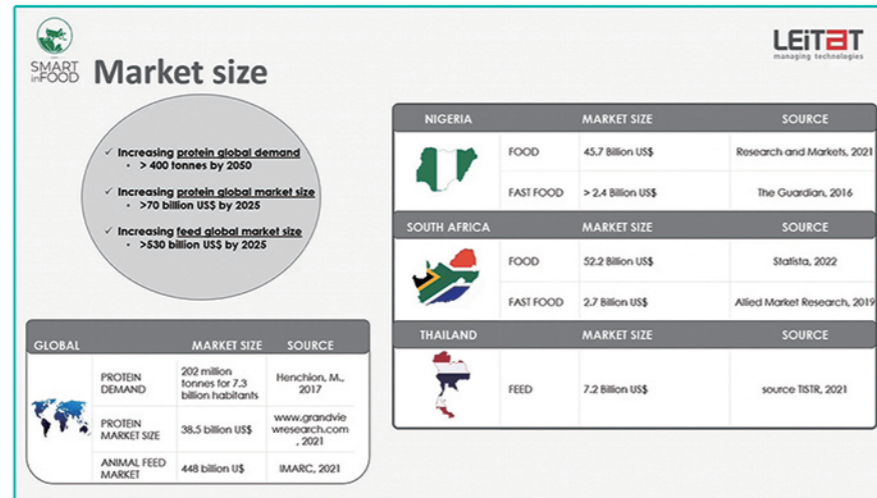 SMART
inFOOD
Market size
LEITAT
managing technologies
✓ Increasing protein global demand
• > 400 tonnes by 2050
✓ Increasing protein global market size
• >70 billion US$ by 2025
✓ Increasing feed global market size
• >530 billion US$ by 2025
GLOBAL MARKET SIZE SOURCE
PROTEIN DEMAND
202 million
tonnes for 7.3
billion habitants
Henchion, M.,
2017
PROTEIN
MARKET SIZE
38.5 billion US$
www.grandvie
wresearch.com
, 2021
ANIMAL FEED
MARKET
448 billion U$
IMARC, 2021
NIGERIA MARKET SIZE SOURCE
FOOD 45.7 Billion US$ Research and Markets, 2021
FAST FOOD > 2.4 Billion US$ The Guardian, 2016
SOUTH AFRICA MARKET SIZE SOURCE
FOOD 52.2 Billion US$ Statista, 2022
FAST FOOD 2.7 Billion US$ Allied Market Research, 2019
THAILAND MARKET SIZE SOURCE
FEED 7.2 Billion US$ source TISTR, 2021